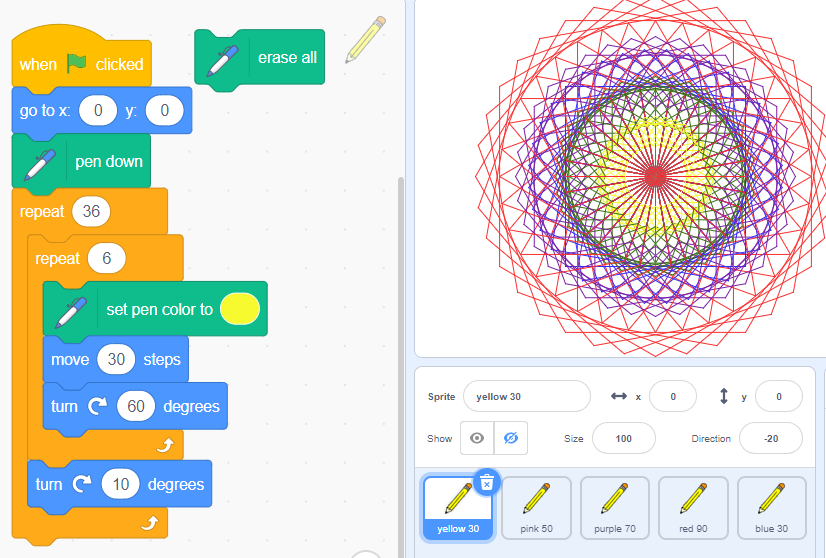 when clicked
erase all
go to x: 0 y: 0
pen down
repeat 36
repeat 6
set pen color to
move 30 steps
turn 60 degrees
turn 10 degrees
Sprite yellow 30 x 0 y 0
Show Size 100 Direction -20
yellow 30 pink 50 purple 70 red 90 blue 30